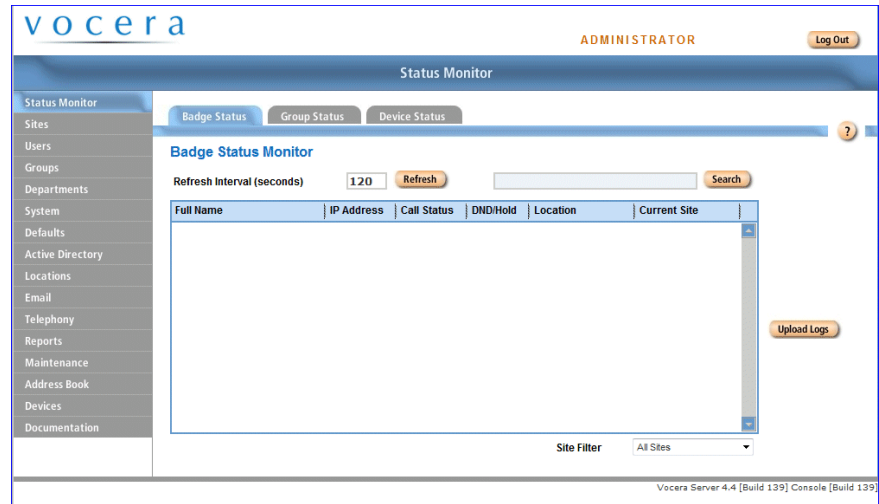 vocera
ADMINISTRATOR
Log Out
Status Monitor
Status Monitor
Sites
Users
Groups
Departments
System
Defaults
Active Directory
Locations
Email
Telephony
Reports
Maintenance
Address Book
Devices
Documentation
Badge Status Group Status Device Status
?
Badge Status Monitor
Refresh Interval (seconds) 120 Refresh Search
Full Name IP Address Call Status DND/Hold Location Current Site
Upload Logs
Site Filter All Sites
Vocera Server 4.4 [Build 139] Console [Build 139]